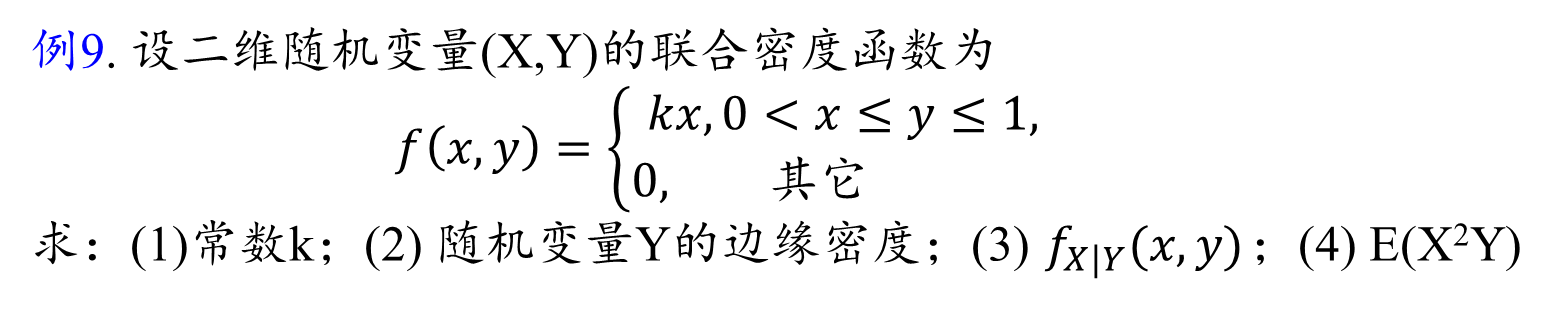 例9. 设二维随机变量(X,Y)的联合密度函数为
f(x,y) = { kx, 0 < x ≤ y ≤ 1,
0, 其它
求：(1)常数k；(2) 随机变量Y的边缘密度；(3) f_{X|Y}(x,y)；(4) E(X²Y)